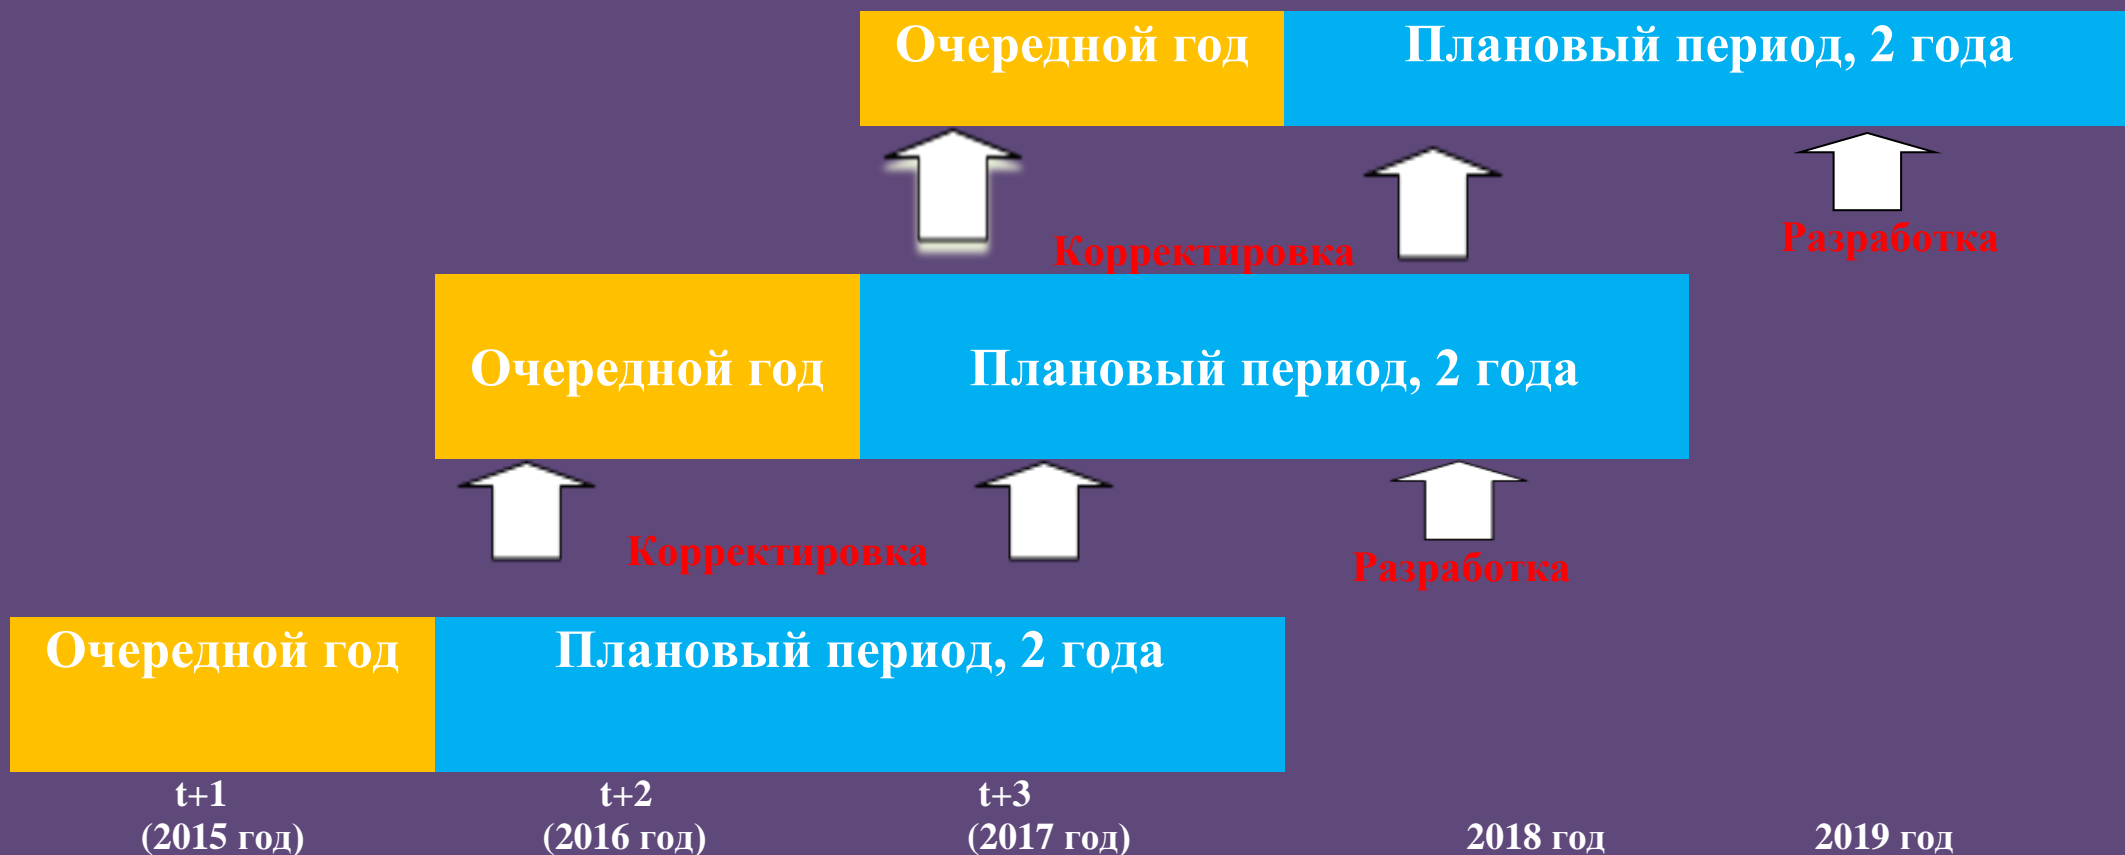 Очередной год
Плановый период, 2 года
Корректировка
Разработка
Очередной год
Плановый период, 2 года
Корректировка
Разработка
Очередной год
Плановый период, 2 года
t+1
(2015 год)
t+2
(2016 год)
t+3
(2017 год)
2018 год
2019 год